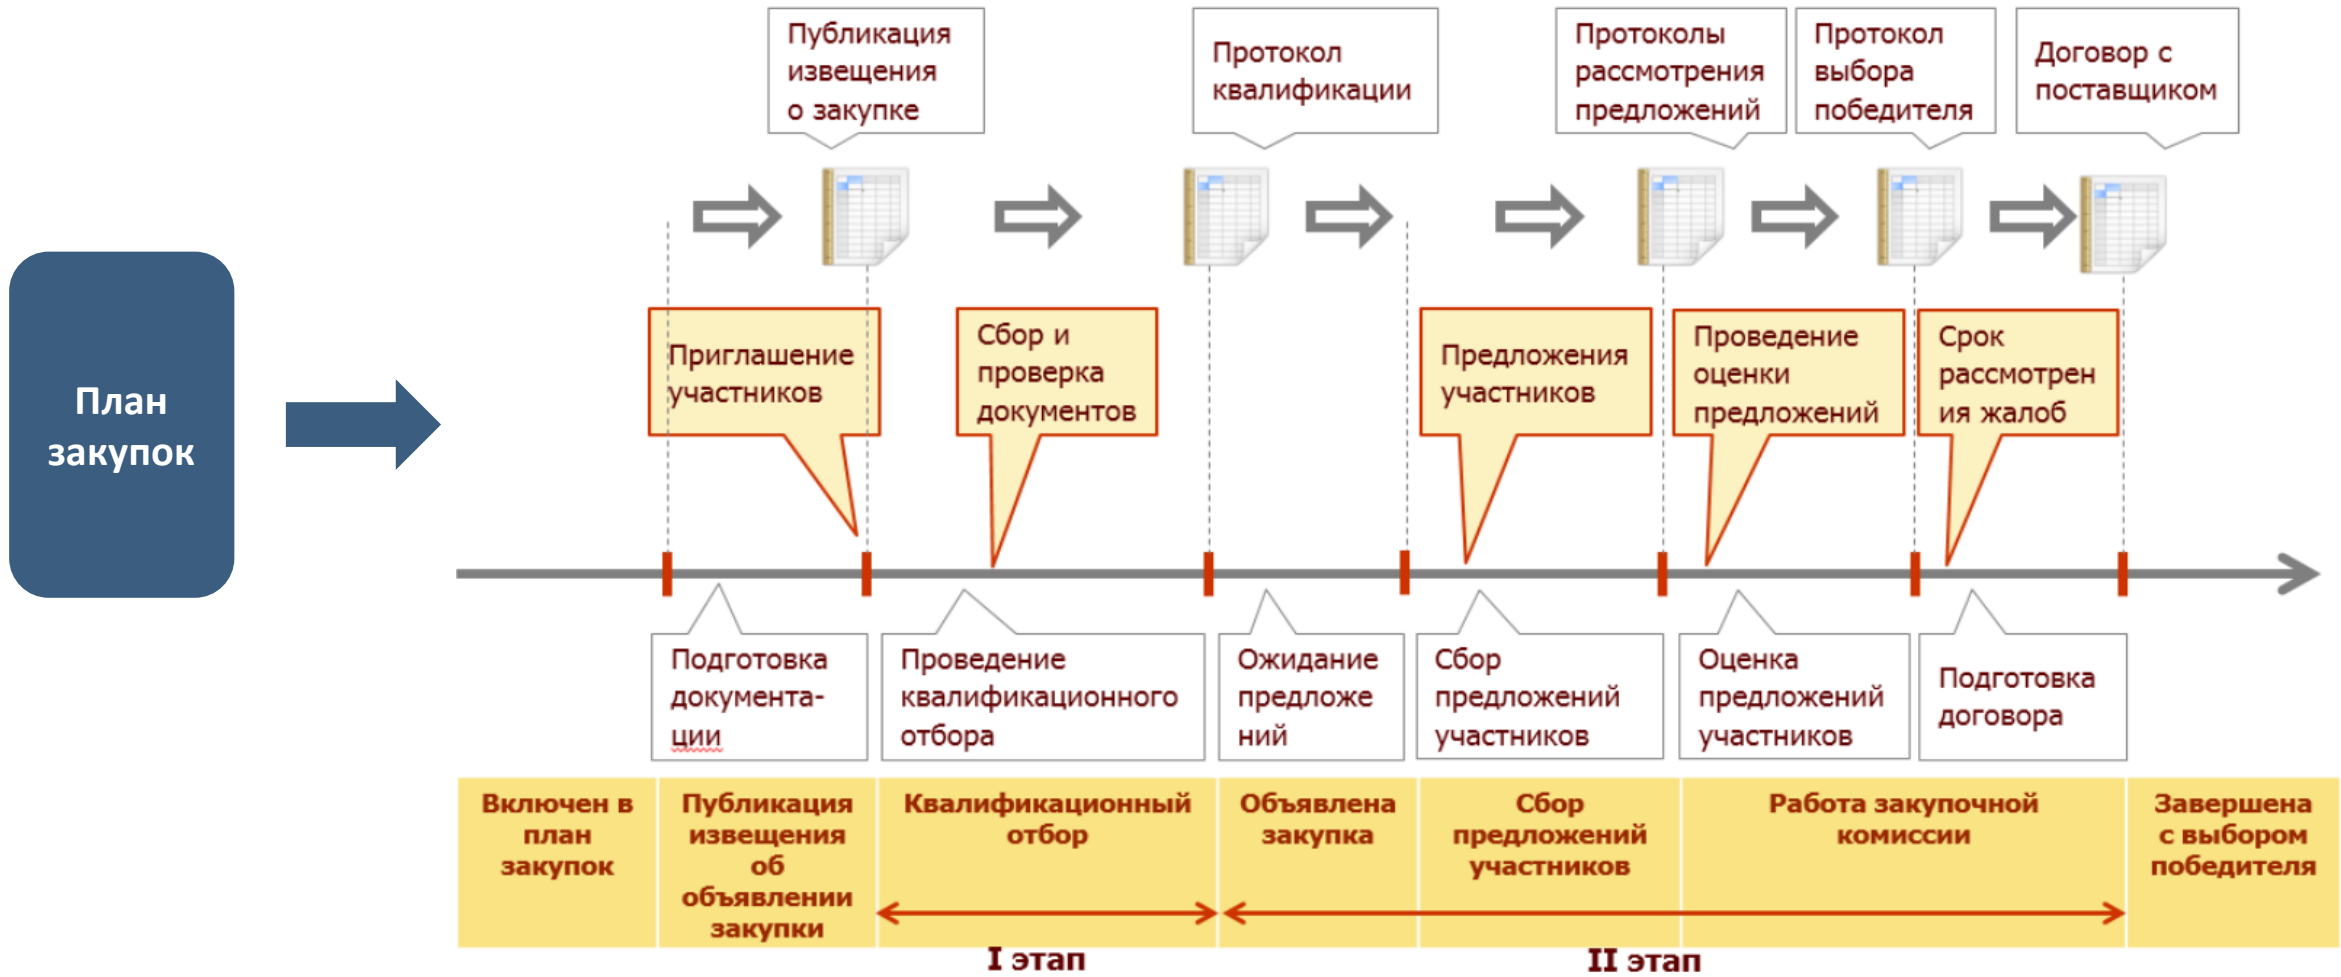 Публикация
извещения
о закупке
Протокол
квалификации
Протоколы
рассмотрения
предложений
Протокол
выбора
победителя
Договор с
поставщиком
План
закупок
Приглашение
участников
Сбор и
проверка
документов
Предложения
участников
Проведение
оценки
предложений
Срок
рассмотрен
ия жалоб
Подготовка
документа-
ции
Проведение
квалификационного
отбора
Ожидание
предложе
ний
Сбор
предложений
участников
Оценка
предложений
участников
Подготовка
договора
Включен в
план
закупок
Публикация
извещения
об
объявлении
закупки
Квалификационный
отбор
Объявлена
закупка
Сбор
предложений
участников
Работа закупочной
комиссии
Завершена
с выбором
победителя
I этап
II этап